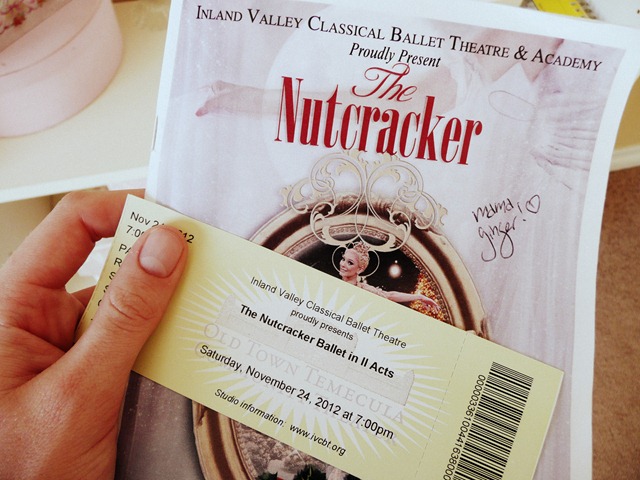 Inland Valley Classical Ballet Theatre & Academy
Proudly Present
The
Nutcracker
mama
ginger! ♡
Inland Valley Classical Ballet Theatre
proudly presents
The Nutcracker Ballet in II Acts
Old Town Temecula
Saturday, November 24, 2012 at 7:00pm
Studio information: www.ivcbt.org